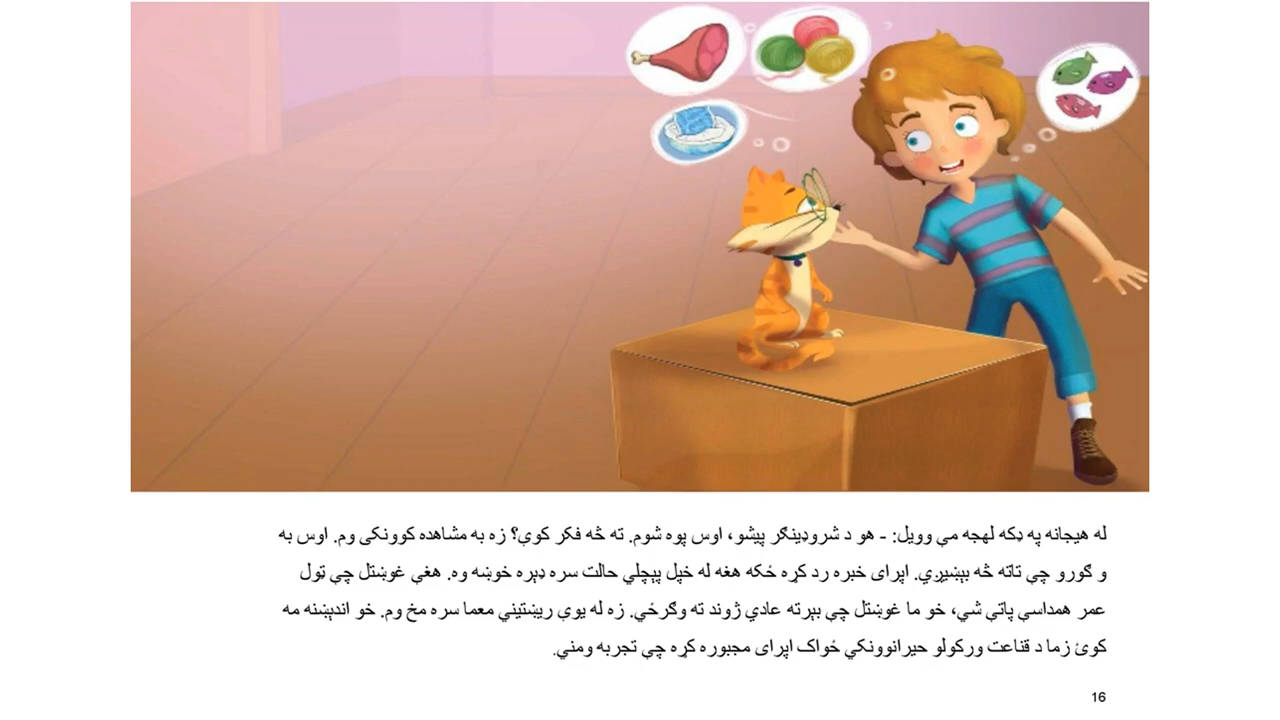 له هیجانه په ډکه لهجه مې وویل: - هو د شروډینګر پیشو، اوس پوه شوم. ته څه فکر کوې؟ زه به مشاهده کوونکی وم. اوس به
و ګورو چې تاته څه بېښیږي. اپرای خبره رد کړه ځکه هغه له خپل پېچلي حالت سره ډېره خوښه وه. هغې غوښتل چې ټول
عمر همداسې پاتې شي، خو ما غوښتل چې بېرته عادي ژوند ته وګرځي. زه له یوې ریښتینې معما سره مخ وم. خو اندېښنه مه
کوئ زما د قناعت ورکولو حیرانوونکي ځواک اپرای مجبوره کړه چې تجربه ومني.
16